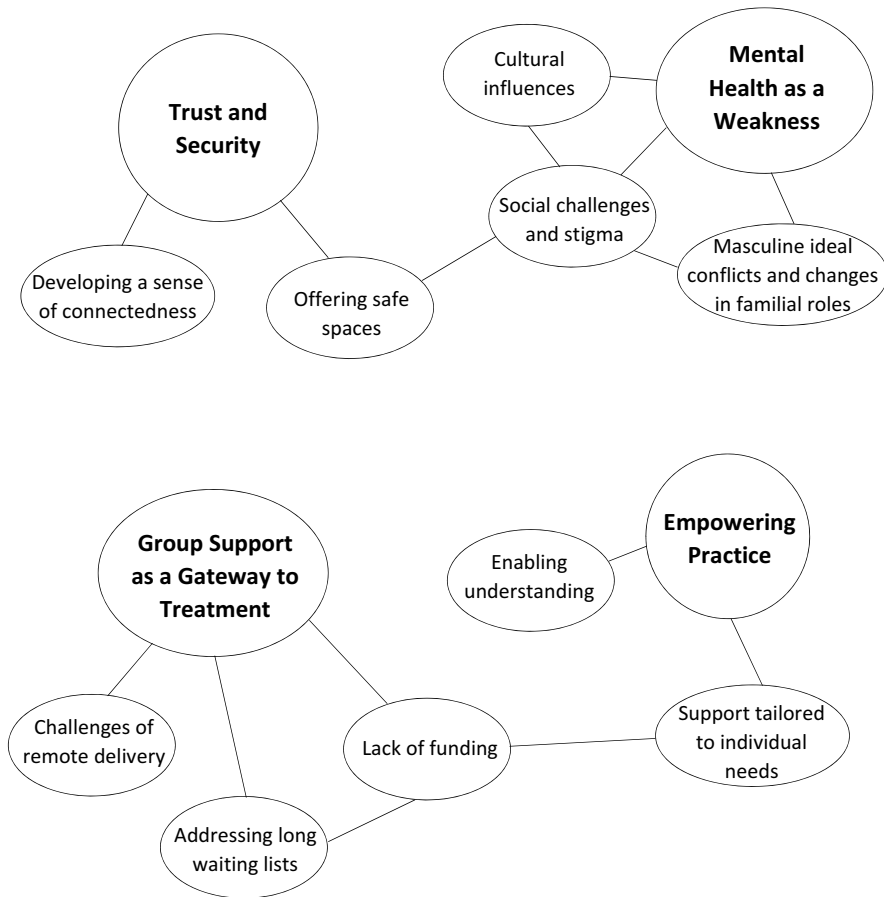 Trust and
Security
Cultural
influences
Mental
Health as a
Weakness
Social challenges
and stigma
Developing a sense
of connectedness
Offering safe
spaces
Masculine ideal
conflicts and changes
in familial roles
Group Support
as a Gateway to
Treatment
Enabling
understanding
Empowering
Practice
Challenges of
remote delivery
Lack of funding
Support tailored
to individual
needs
Addressing long
waiting lists